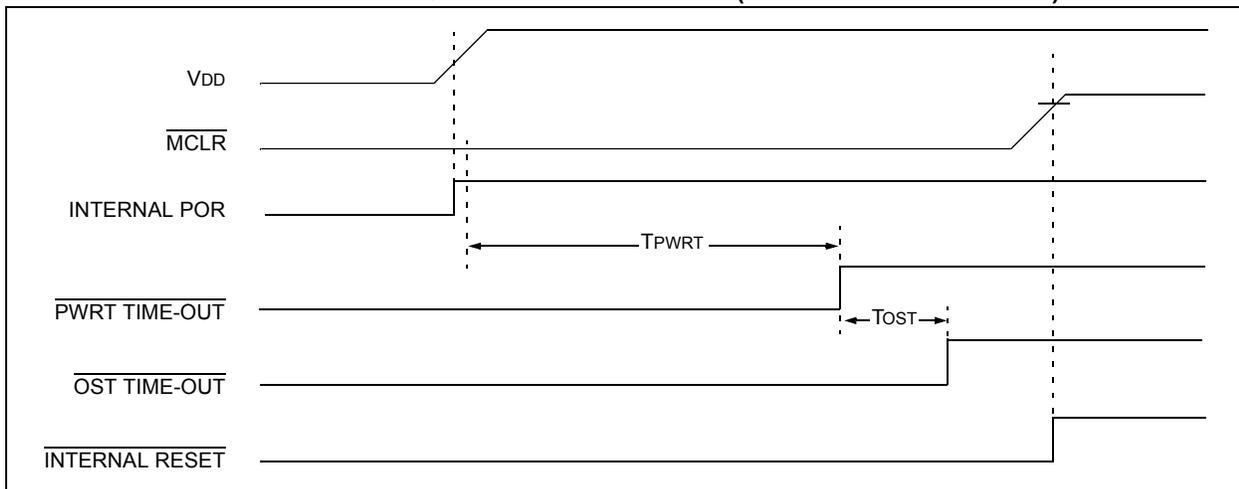 VDD
MCLR
INTERNAL POR
TPWRT
PWRT TIME-OUT
TOST
OST TIME-OUT
INTERNAL RESET